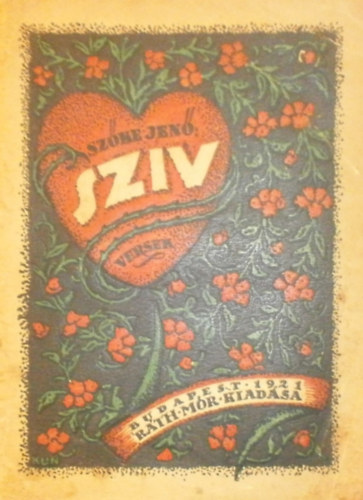 SZŐKE JENŐ:
SZIV
VERSEK
BUDAPEST·1921
RÁTH·MÓR·KIADÁSA
KUN